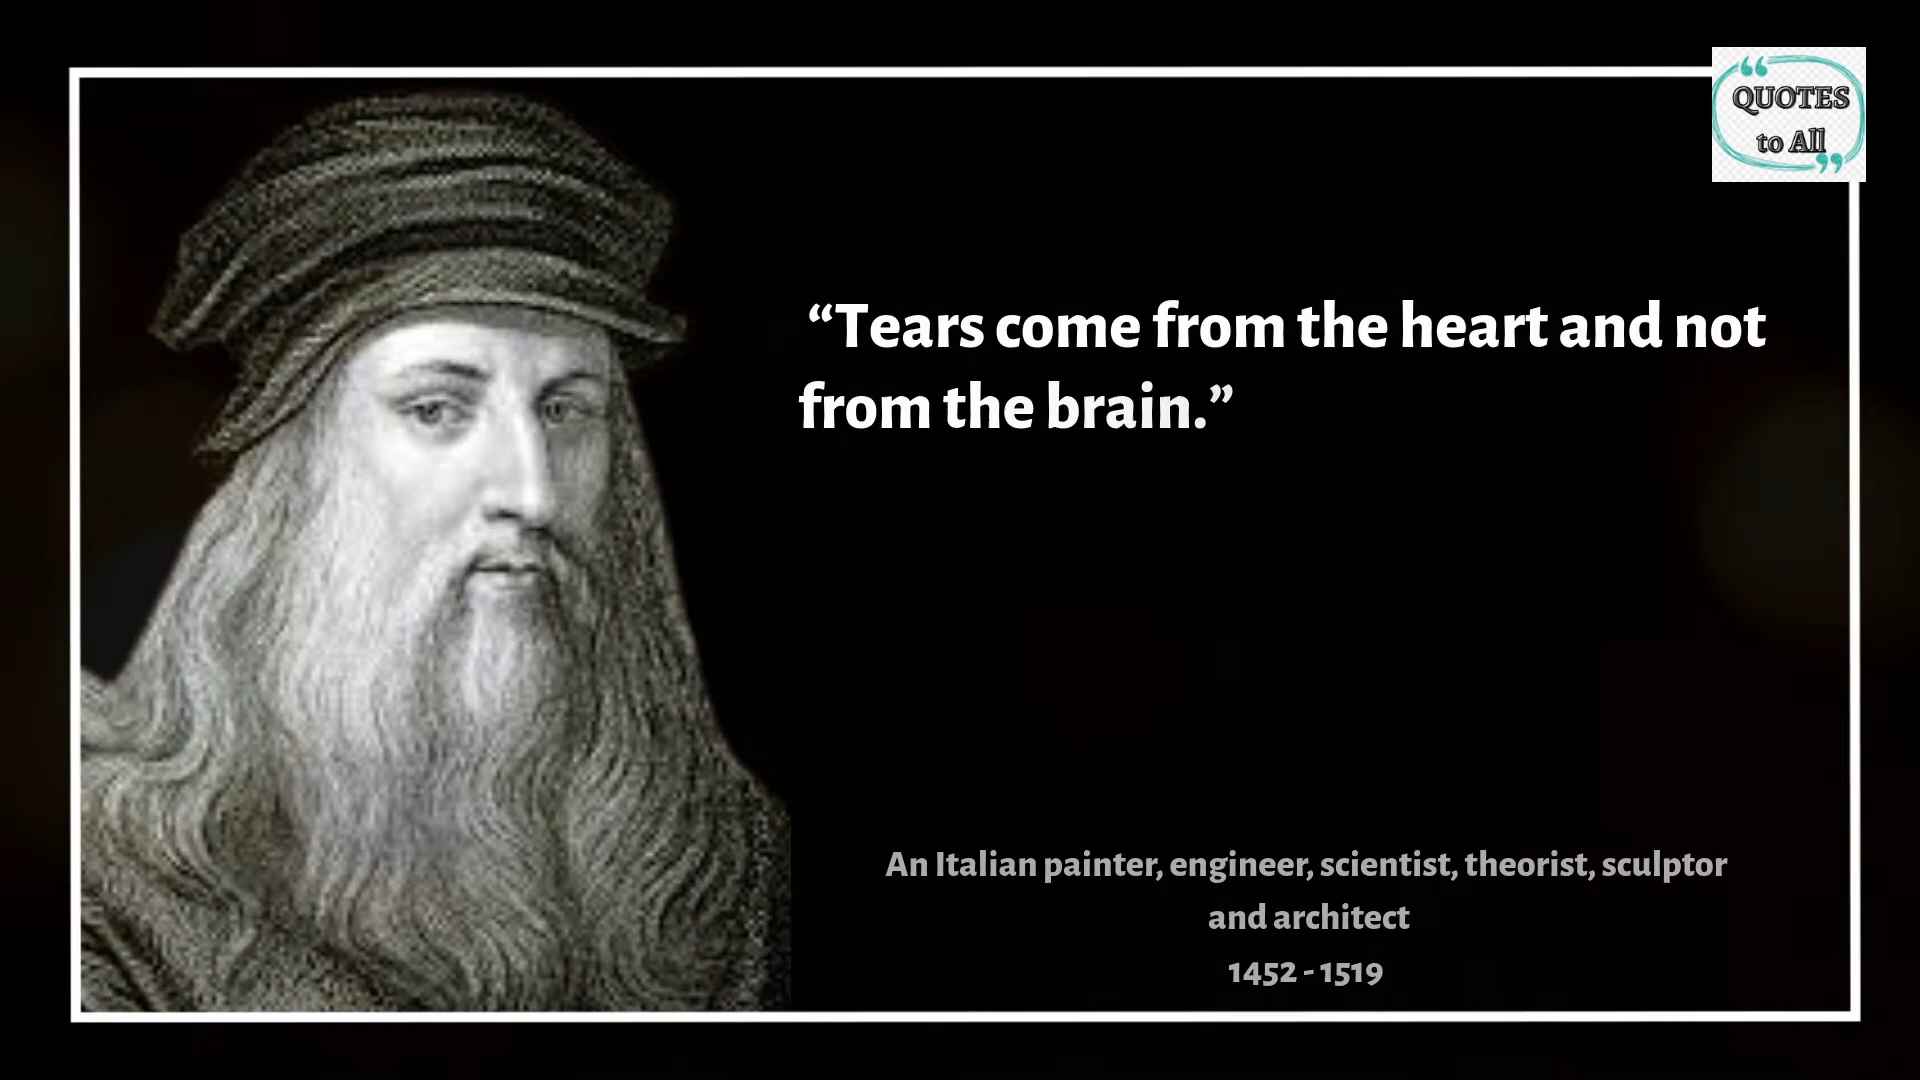 “ QUOTES
to All ”
“Tears come from the heart and not
from the brain.”
An Italian painter, engineer, scientist, theorist, sculptor
and architect
1452 - 1519